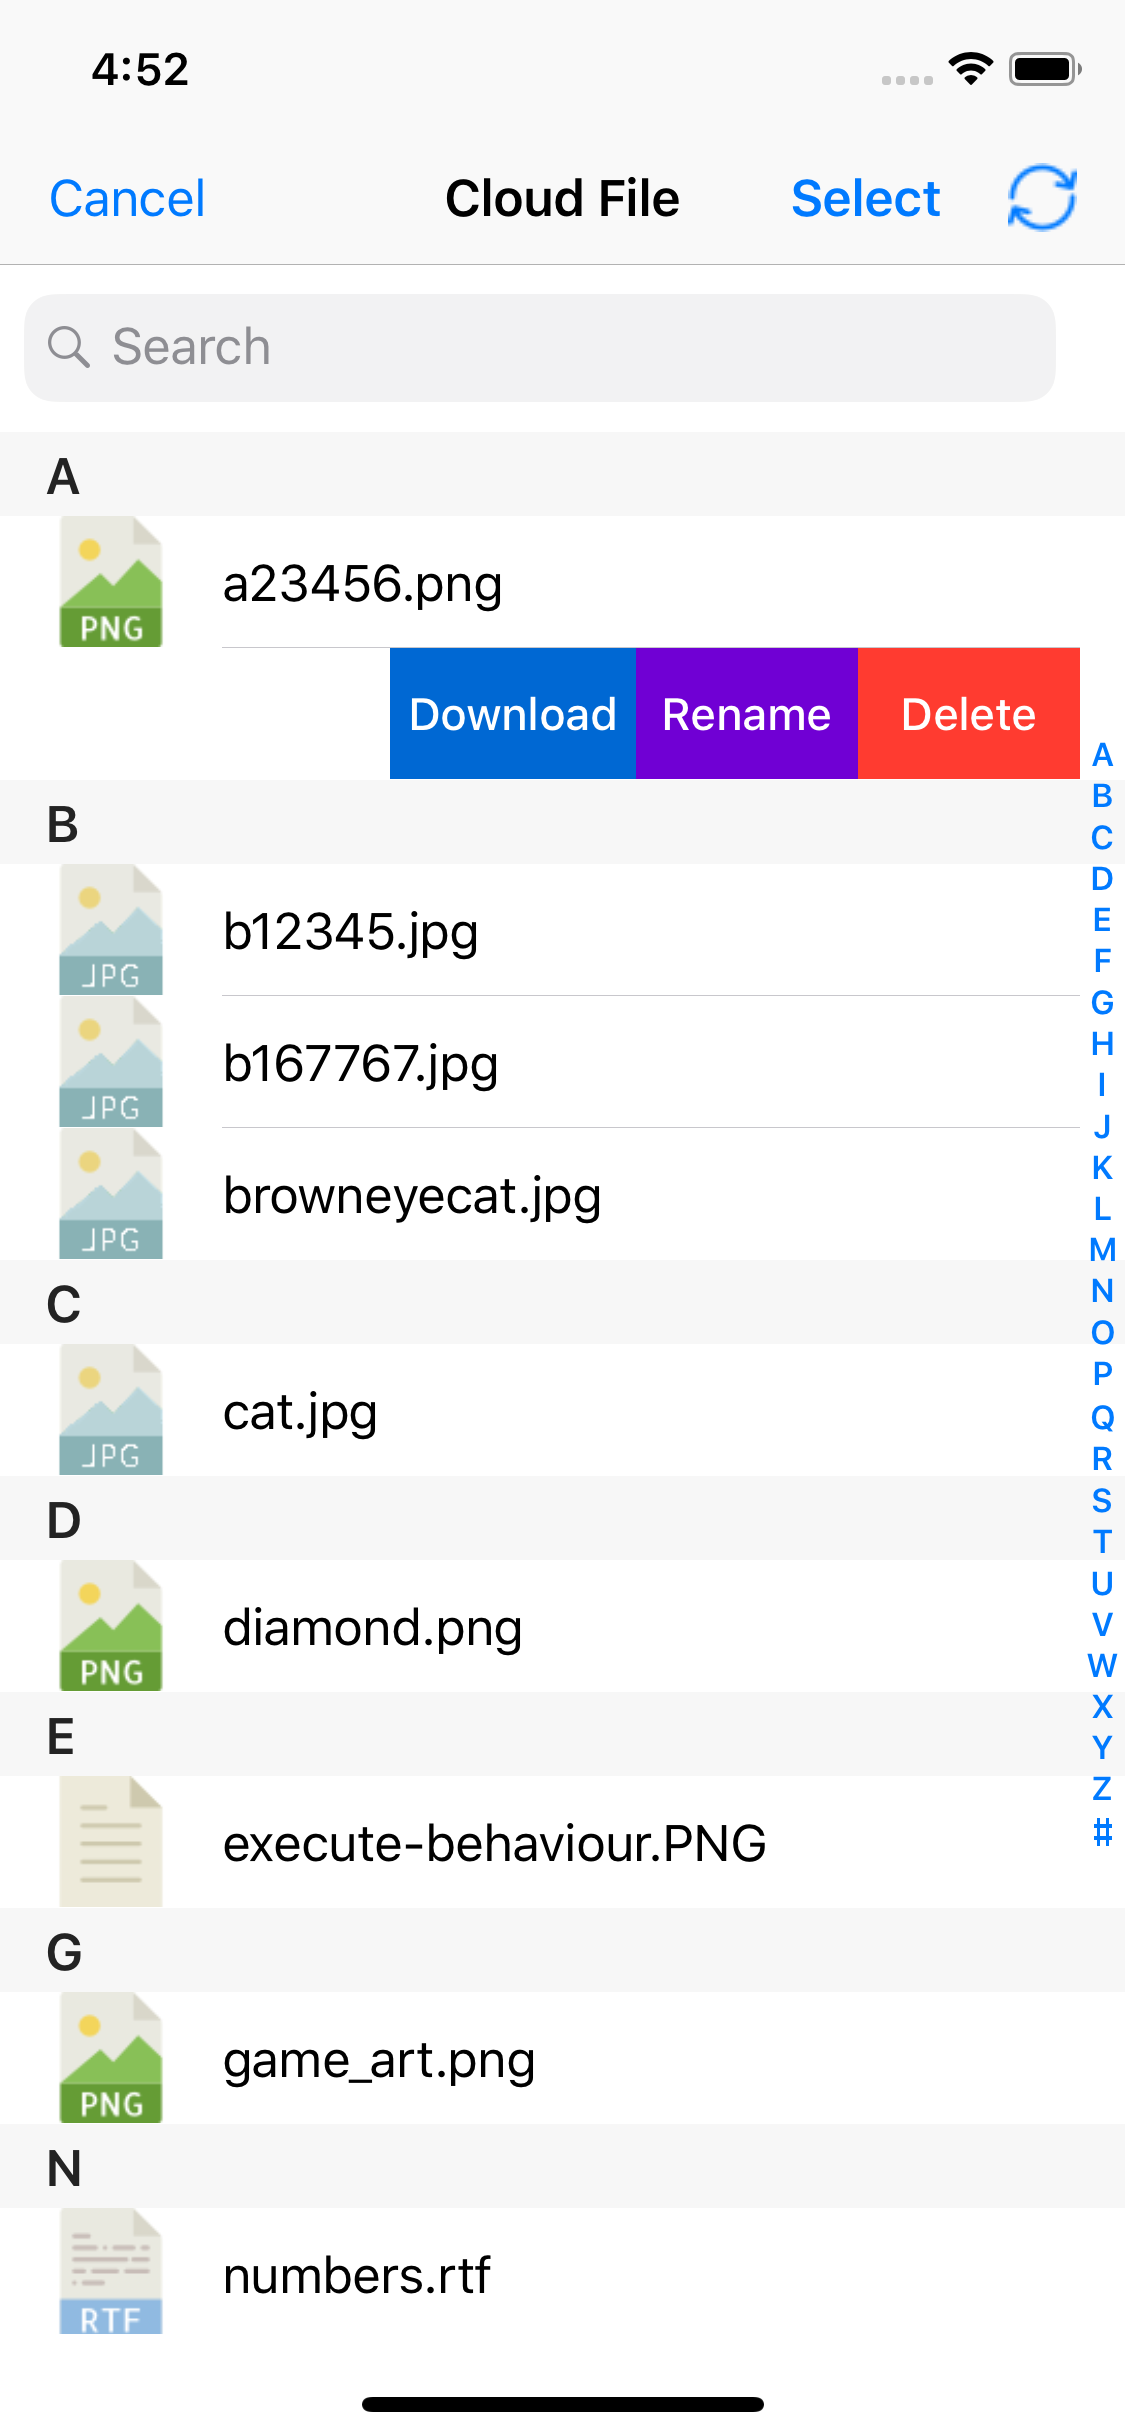 4:52
Cancel Cloud File Select
Search
A
PNG a23456.png
Download Rename Delete
B
JPG b12345.jpg
JPG b167767.jpg
JPG browneyecat.jpg
C
JPG cat.jpg
D
PNG diamond.png
E
execute-behaviour.PNG
G
PNG game_art.png
N
RTF numbers.rtf
A
B
C
D
E
F
G
H
I
J
K
L
M
N
O
P
Q
R
S
T
U
V
W
X
Y
Z
#